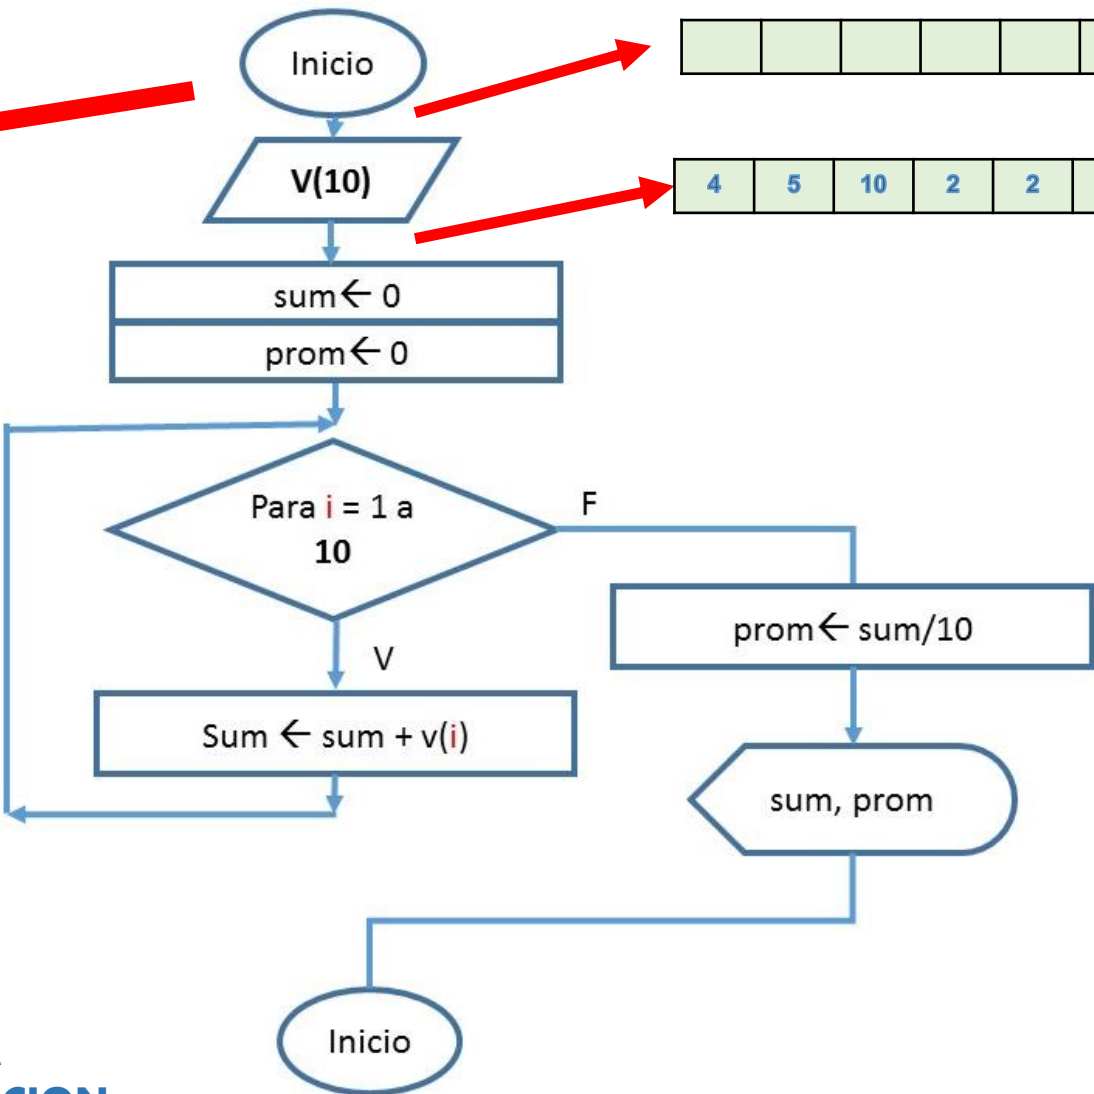 Inicio
V(10)
4 5 10 2 2
sum ← 0
prom ← 0
Para i = 1 a
10
F
V
prom ← sum/10
Sum ← sum + v(i)
sum, prom
Inicio